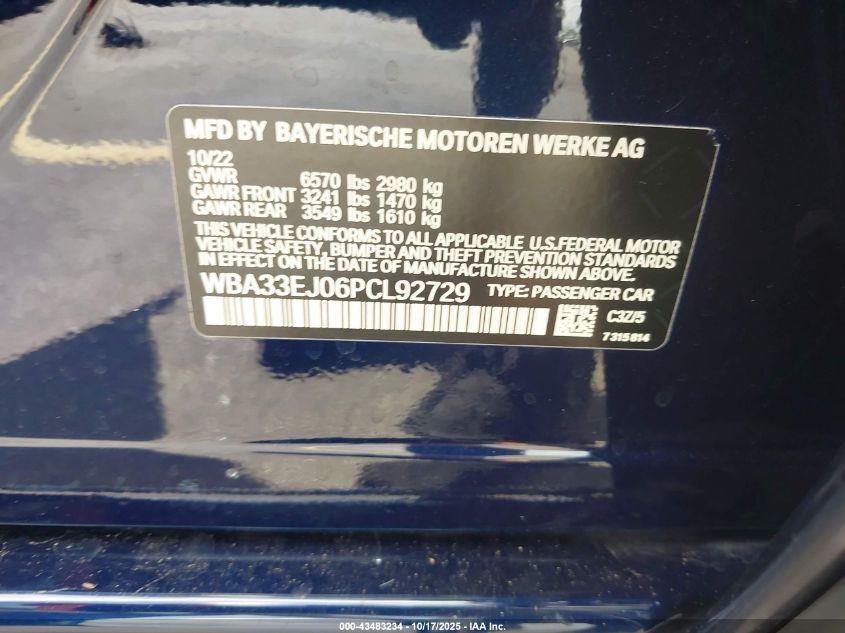 MFD BY BAYERISCHE MOTOREN WERKE AG
10/22
GVWR 6570 lbs 2980 kg
GAWR FRONT 3241 lbs 1470 kg
GAWR REAR 3549 lbs 1610 kg
THIS VEHICLE CONFORMS TO ALL APPLICABLE U.S.FEDERAL MOTOR
VEHICLE SAFETY, BUMPER AND THEFT PREVENTION STANDARDS
IN EFFECT ON THE DATE OF MANUFACTURE SHOWN ABOVE.
WBA33EJ06PCL92729 TYPE: PASSENGER CAR
C3Z/5
7315814
000-43483234 - 10/17/2025 - IAA Inc.